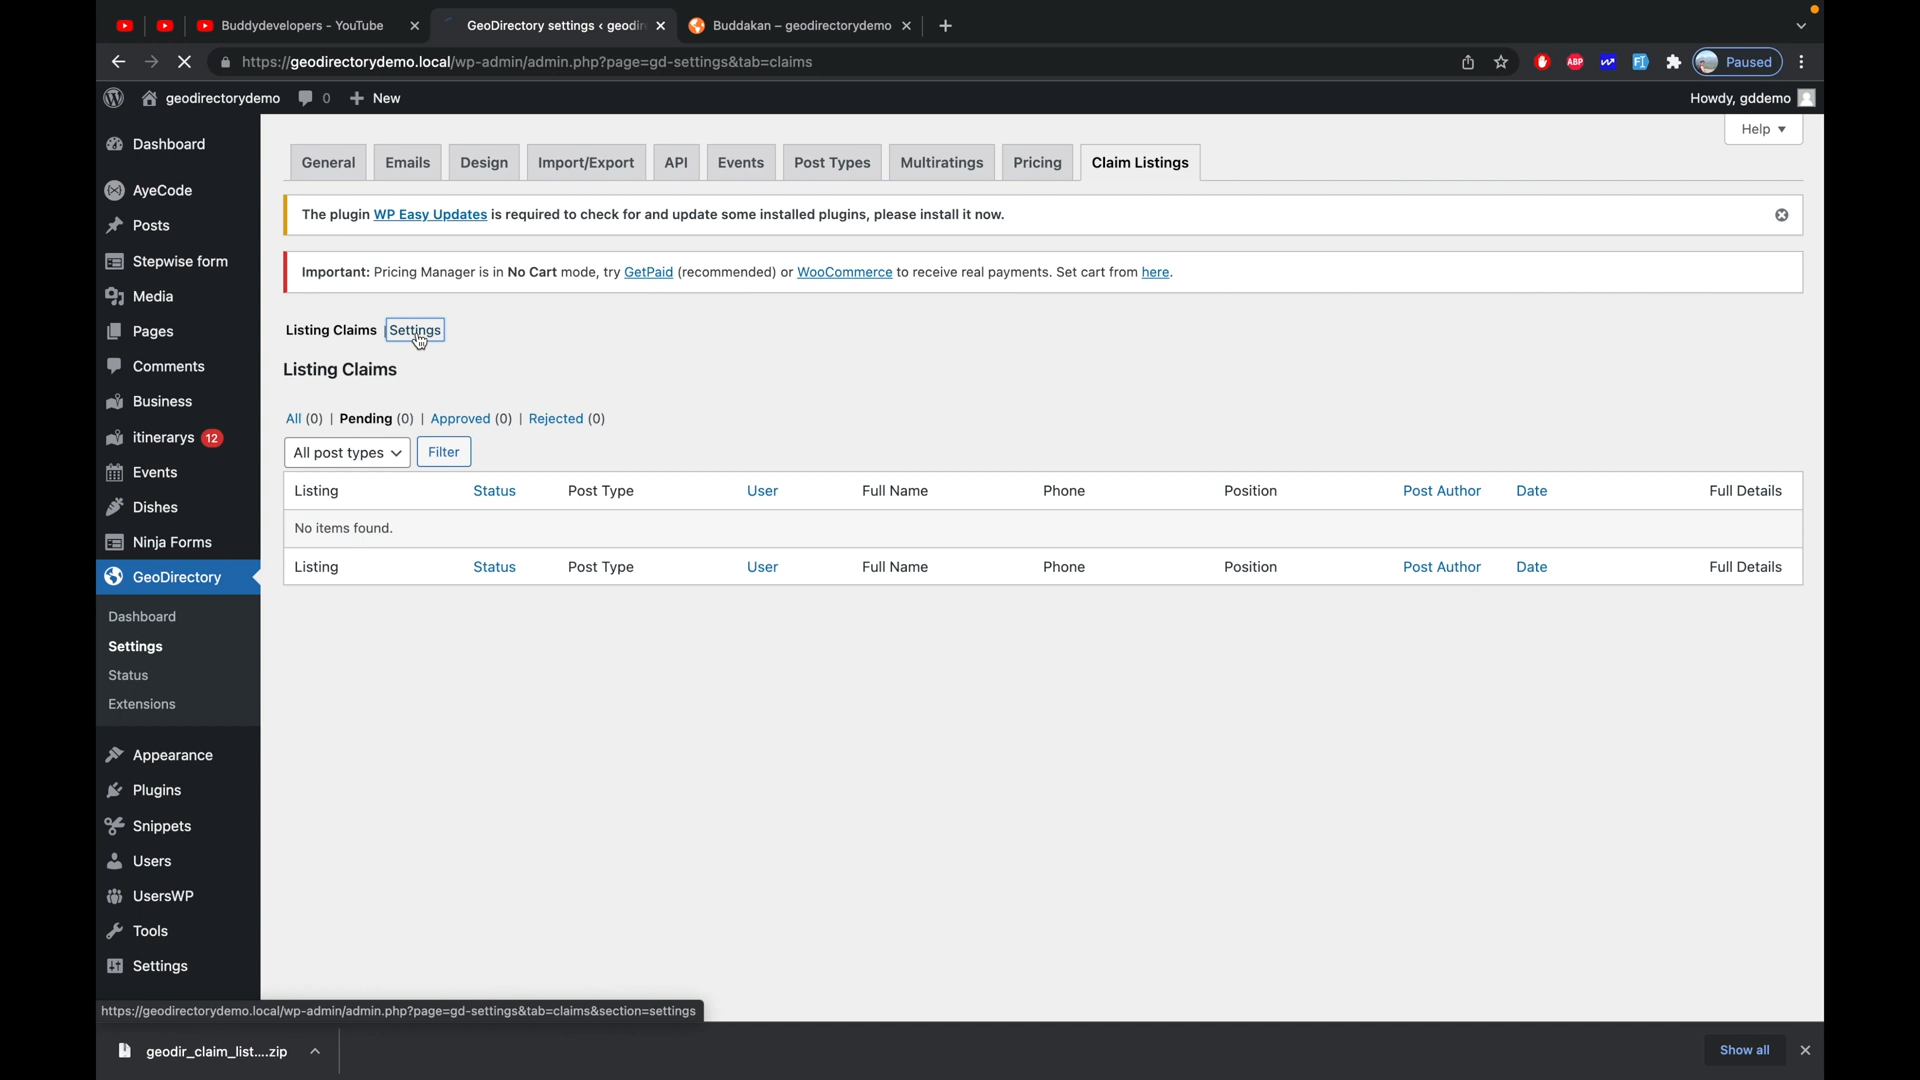 Buddydevelopers - YouTube
GeoDirectory settings ‹ geodir
Buddakan – geodirectorydemo
https://geodirectorydemo.local/wp-admin/admin.php?page=gd-settings&tab=claims
ABP
Paused
geodirectorydemo
0
New
Howdy, gddemo
Help
Dashboard
AyeCode
Posts
Stepwise form
Media
Pages
Comments
Business
itinerarys 12
Events
Dishes
Ninja Forms
GeoDirectory
Dashboard
Settings
Status
Extensions
Appearance
Plugins
Snippets
Users
UsersWP
Tools
Settings
General
Emails
Design
Import/Export
API
Events
Post Types
Multiratings
Pricing
Claim Listings
The plugin WP Easy Updates is required to check for and update some installed plugins, please install it now.
Important: Pricing Manager is in No Cart mode, try GetPaid (recommended) or WooCommerce to receive real payments. Set cart from here.
Listing Claims | Settings
Listing Claims
All (0) | Pending (0) | Approved (0) | Rejected (0)
All post types
Filter
Listing Status Post Type User Full Name Phone Position Post Author Date Full Details
No items found.
Listing Status Post Type User Full Name Phone Position Post Author Date Full Details
https://geodirectorydemo.local/wp-admin/admin.php?page=gd-settings&tab=claims&section=settings
geodir_claim_list....zip
Show all